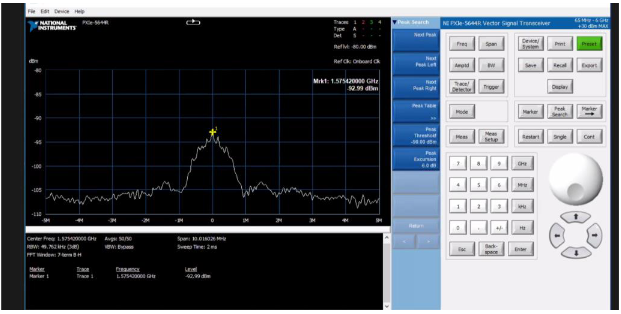 File Edit Device Help
NATIONAL INSTRUMENTS
PXIe-5644R
Traces 1 2 3 4
Type A - - -
Det S - - -
Ref lvl: -80.00 dBm
dBm
Ref Clk: Onboard Clk
Mrk1: 1.575420000 GHz
-92.99 dBm
-80
-85
-90
-95
-100
-105
-110
1
-5M -4M -3M -2M -1M 0 1M 2M 3M 4M 5M
Center Freq: 1.575420000 GHz Avgs: 50/50 Span: 10.016026 MHz
RBW: 49.762 kHz (3dB) VBW: Bypass Sweep Time: 2 ms
FFT Window: 7-term B-H
Marker Trace Frequency Level
Marker 1 Trace 1 1.575420000 GHz -92.99 dBm
Peak Search
Next Peak
Next
Peak Left
Next
Peak Right
Peak Table
>>
Peak
Threshold
-98.00 dBm
Peak
Excursion
6.0 dB
Return
NI PXIe-5644R Vector Signal Transceiver
65 MHz - 6 GHz
+30 dBm MAX
Freq
Span
Device/
System
Print
Preset
Amptd
BW
Save
Recall
Export
Trace/
Detector
Trigger
Display
Mode
Marker
Peak
Search
Marker
→
Meas
Meas
Setup
Restart
Single
Cont
7 8 9 GHz
4 5 6 MHz
1 2 3 kHz
0 . +/- Hz
Esc
Back-
space
Enter